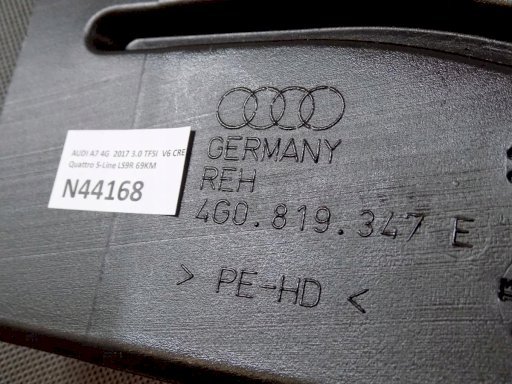 AUDI A7 4G 2017 3.0 TFSI V6 CRE
Quattro S-Line LS9R 69KM
N44168
GERMANY
REH
4G0.819.347 E
> PE-HD <